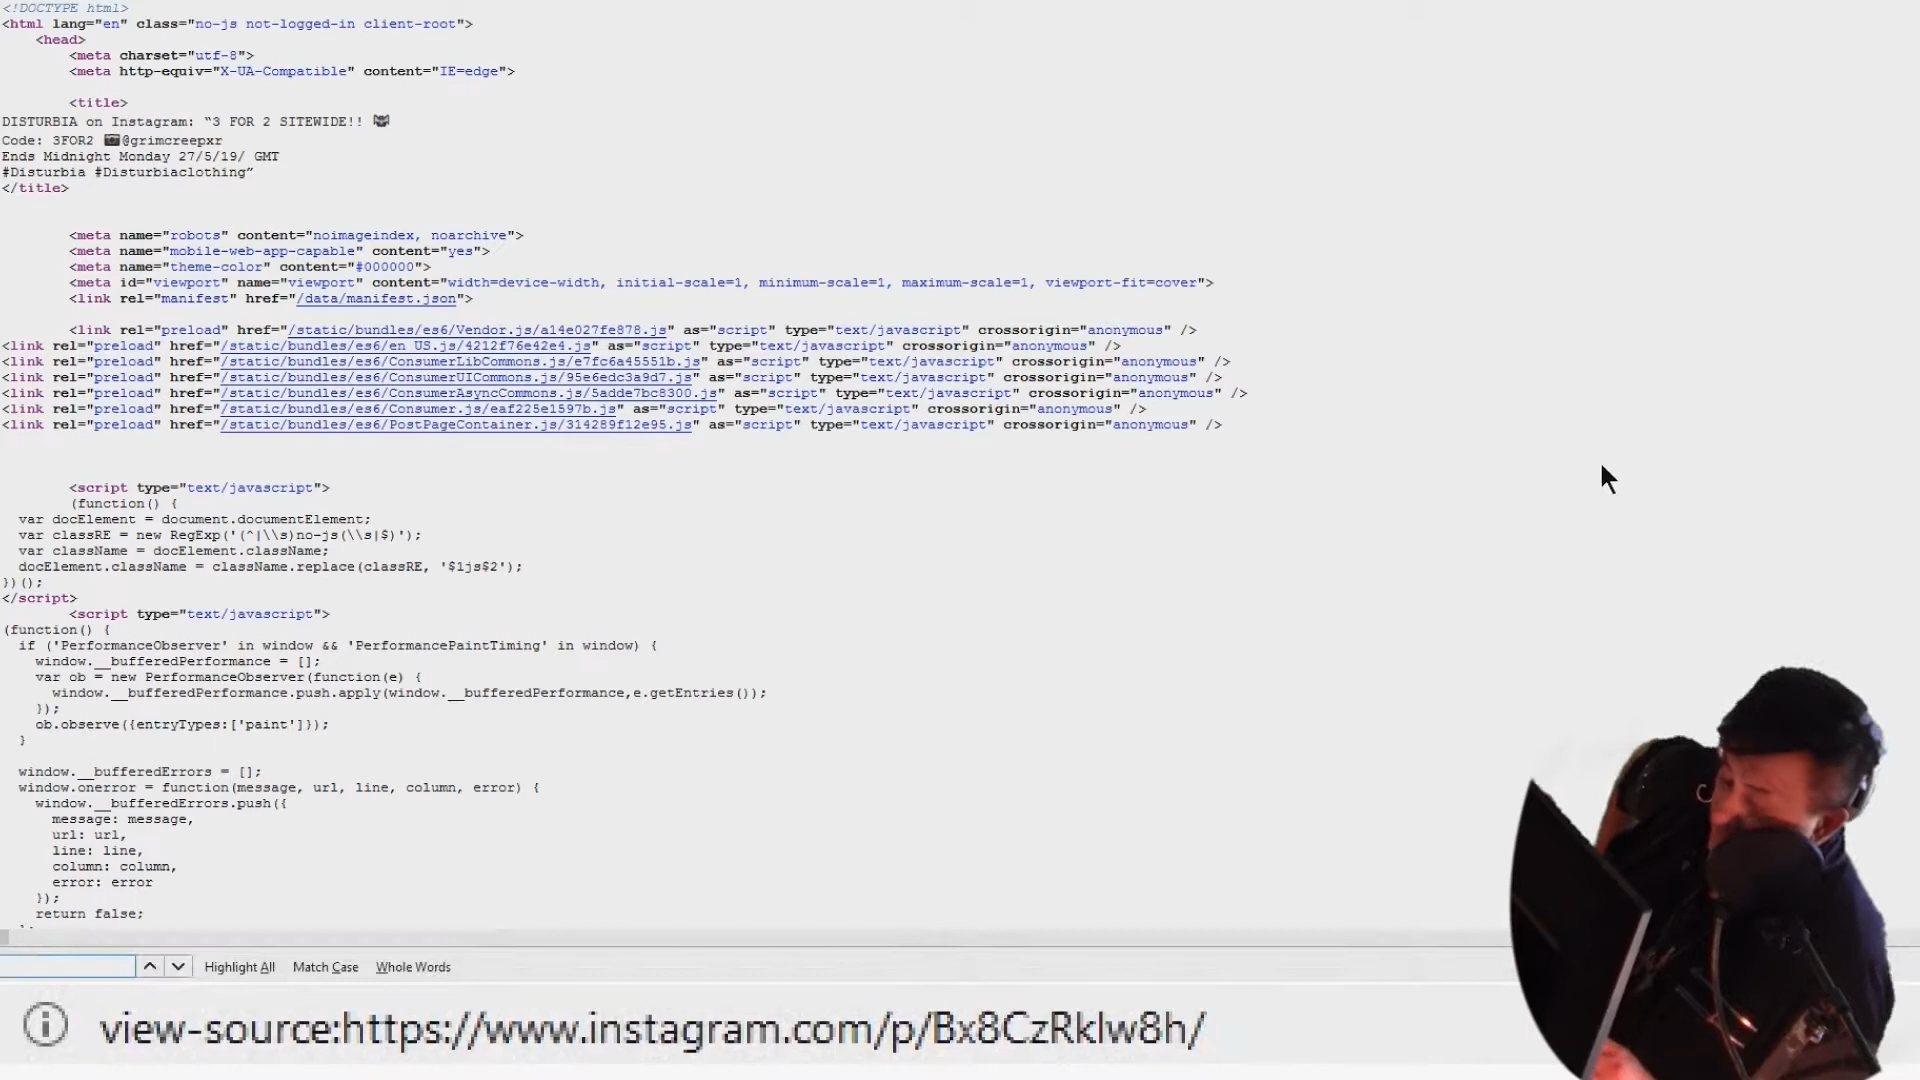 <!DOCTYPE html>
<html lang="en" class="no-js not-logged-in client-root">
<head>
<meta charset="utf-8">
<meta http-equiv="X-UA-Compatible" content="IE=edge">
<title>
DISTURBIA on Instagram: “3 FOR 2 SITEWIDE!!
Code: 3FOR2 📷@grimcreepxr
Ends Midnight Monday 27/5/19/ GMT
#Disturbia #Disturbiaclothing”
</title>
<meta name="robots" content="noimageindex, noarchive">
<meta name="mobile-web-app-capable" content="yes">
<meta name="theme-color" content="#000000">
<meta id="viewport" name="viewport" content="width=device-width, initial-scale=1, minimum-scale=1, maximum-scale=1, viewport-fit=cover">
<link rel="manifest" href="/data/manifest.json">
<link rel="preload" href="/static/bundles/es6/Vendor.js/a14e027fe878.js" as="script" type="text/javascript" crossorigin="anonymous" />
<link rel="preload" href="/static/bundles/es6/en_US.js/4212f76e42e4.js" as="script" type="text/javascript" crossorigin="anonymous" />
<link rel="preload" href="/static/bundles/es6/ConsumerLibCommons.js/e7fc6a45551b.js" as="script" type="text/javascript" crossorigin="anonymous" />
<link rel="preload" href="/static/bundles/es6/ConsumerUICommons.js/95e6edc3a9d7.js" as="script" type="text/javascript" crossorigin="anonymous" />
<link rel="preload" href="/static/bundles/es6/ConsumerAsyncCommons.js/5adde7bc8300.js" as="script" type="text/javascript" crossorigin="anonymous" />
<link rel="preload" href="/static/bundles/es6/Consumer.js/eaf225e1597b.js" as="script" type="text/javascript" crossorigin="anonymous" />
<link rel="preload" href="/static/bundles/es6/PostPageContainer.js/314289f12e95.js" as="script" type="text/javascript" crossorigin="anonymous" />
<script type="text/javascript">
(function() {
var docElement = document.documentElement;
var classRE = new RegExp('(^|\\s)no-js(\\s|$)');
var className = docElement.className;
docElement.className = className.replace(classRE, '$1js$2');
})();
</script>
<script type="text/javascript">
(function() {
if ('PerformanceObserver' in window && 'PerformancePaintTiming' in window) {
window.__bufferedPerformance = [];
var ob = new PerformanceObserver(function(e) {
window.__bufferedPerformance.push.apply(window.__bufferedPerformance,e.getEntries());
});
ob.observe({entryTypes:['paint']});
}
window.__bufferedErrors = [];
window.onerror = function(message, url, line, column, error) {
window.__bufferedErrors.push({
message: message,
url: url,
line: line,
column: column,
error: error
});
return false;
Highlight All Match Case Whole Words
view-source:https://www.instagram.com/p/Bx8CzRklw8h/